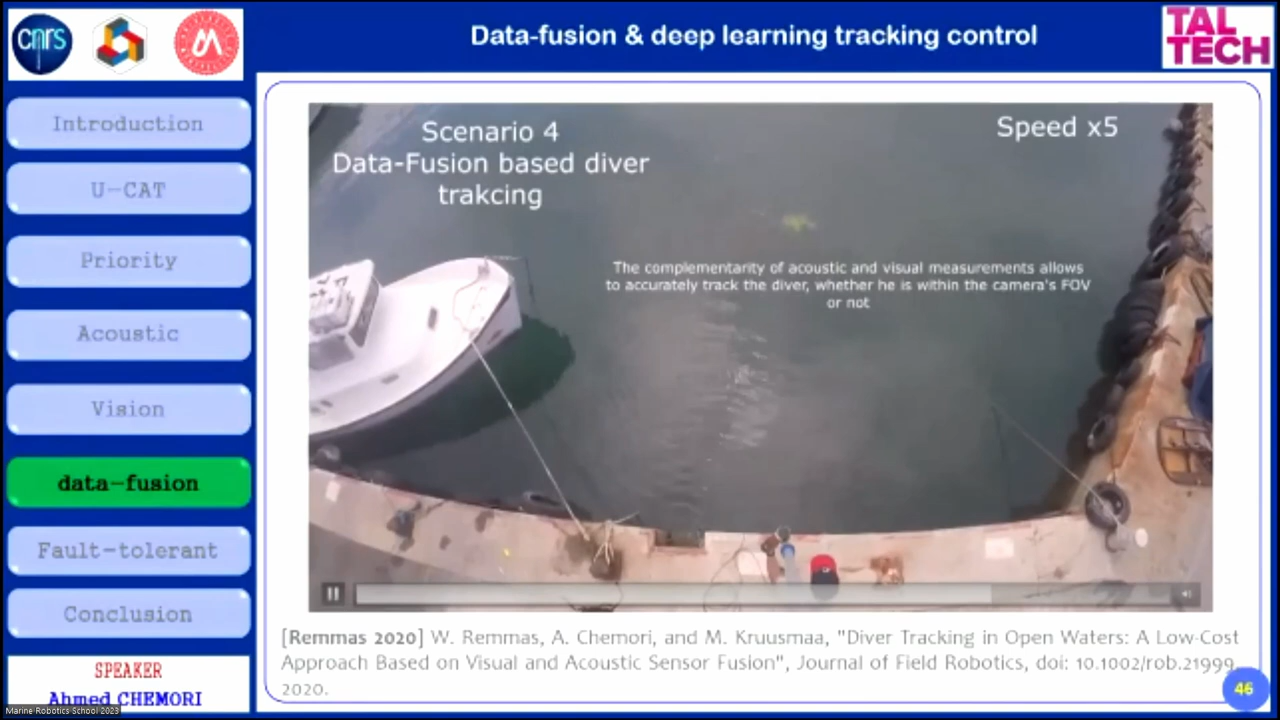 cnrs
Data-fusion & deep learning tracking control
TAL
TECH
Introduction
U-CAT
Priority
Acoustic
Vision
data-fusion
Fault-tolerant
Conclusion
SPEAKER
Ahmed CHEMORI
Marine Robotics School 2023
Scenario 4
Data-Fusion based diver
trakcing
Speed x5
The complementarity of acoustic and visual measurements allows
to accurately track the diver, whether he is within the camera's FOV
or not
[Remmas 2020] W. Remmas, A. Chemori, and M. Kruusmaa, "Diver Tracking in Open Waters: A Low-Cost
Approach Based on Visual and Acoustic Sensor Fusion", Journal of Field Robotics, doi: 10.1002/rob.21999,
2020.
46